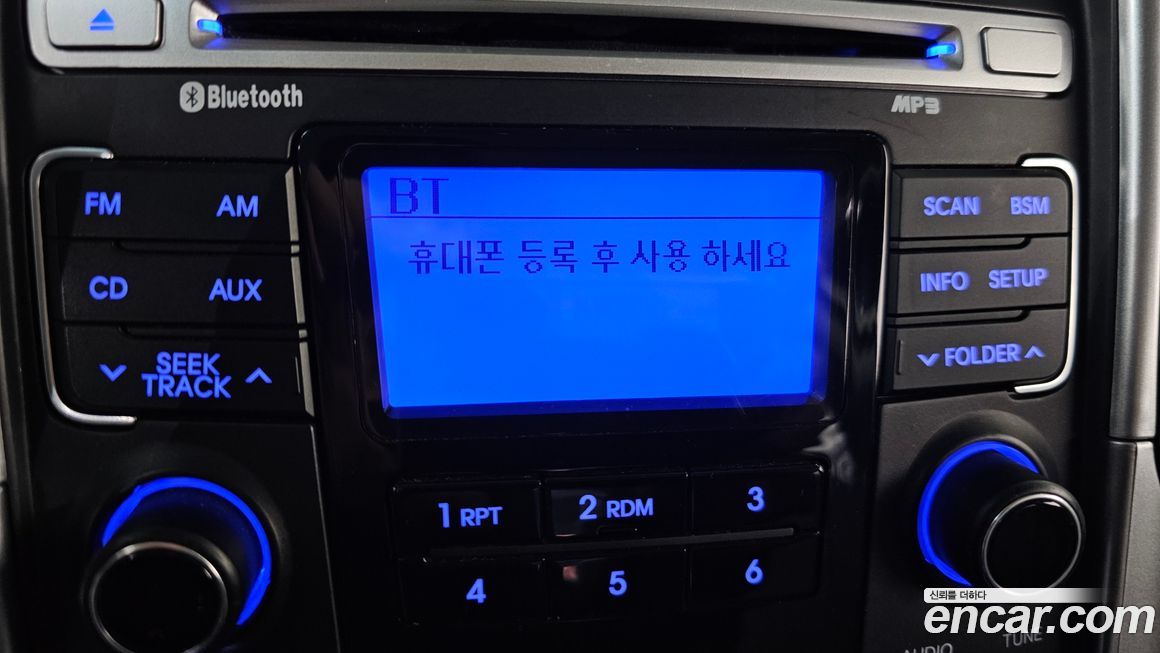 Bluetooth
MP3
FM
AM
BT
SCAN
BSM
휴대폰 등록 후 사용 하세요
CD
AUX
INFO
SETUP
SEEK
TRACK
FOLDER
1 RPT
2 RDM
3
4
5
6
신뢰를 더하다
encar.com
AUDIO
TUNE